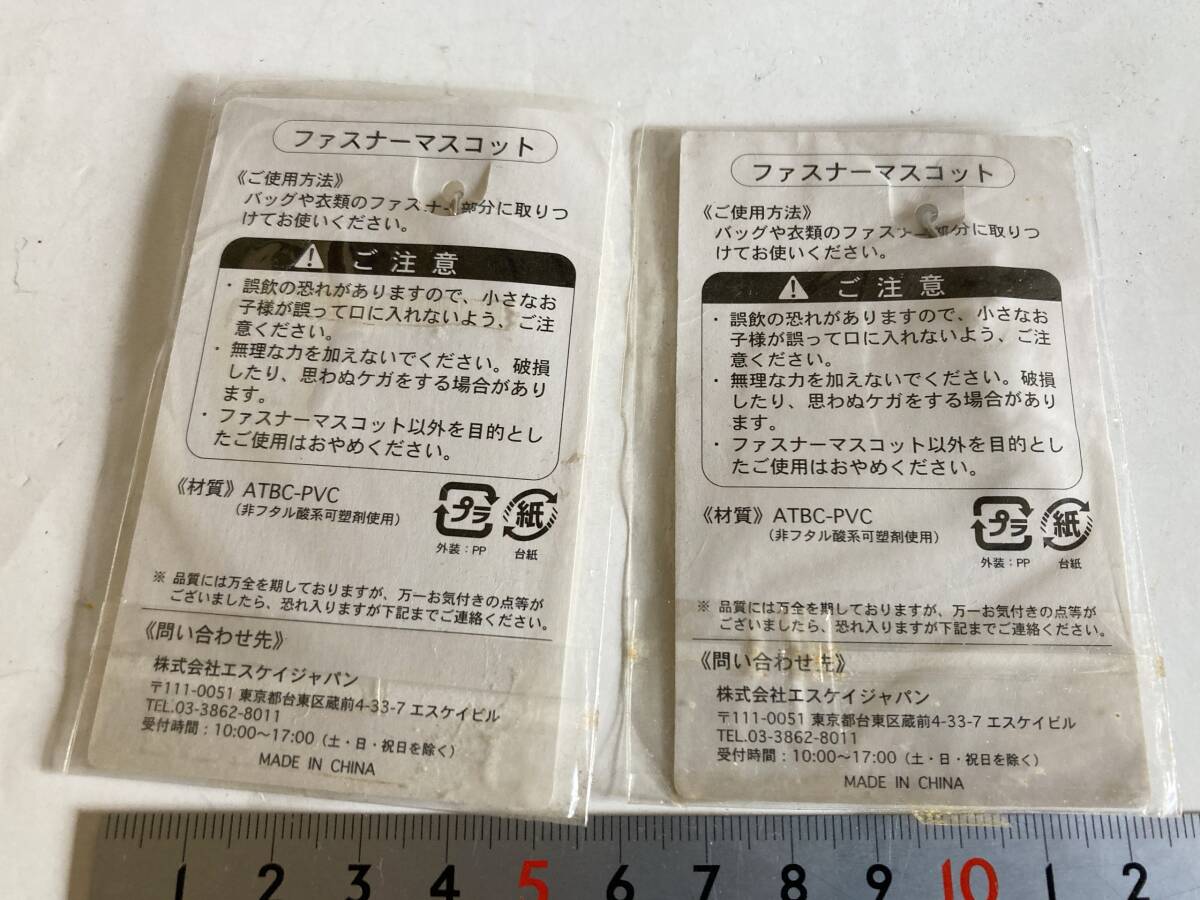 ファスナーマスコット
《ご使用方法》
バッグや衣類のファスナー部分に取りつ
けてお使いください。
ご注意
・誤飲の恐れがありますので、小さなお
子様が誤って口に入れないよう、ご注
意ください。
・無理な力を加えないでください。破損
したり、思わぬケガをする場合があり
ます。
・ファスナーマスコット以外を目的とし
たご使用はおやめください。
《材質》ATBC-PVC
（非フタル酸系可塑剤使用）
プラ
紙
外装：PP
台紙
※ 品質には万全を期しておりますが、万一お気付きの点等が
ございましたら、恐れ入りますが下記までご連絡ください。
《問い合わせ先》
株式会社エスケイジャパン
〒111-0051 東京都台東区蔵前4-33-7 エスケイビル
TEL.03-3862-8011
受付時間：10:00〜17:00（土・日・祝日を除く）
MADE IN CHINA
ファスナーマスコット
《ご使用方法》
バッグや衣類のファスナー部分に取りつ
けてお使いください。
ご注意
・誤飲の恐れがありますので、小さなお
子様が誤って口に入れないよう、ご注
意ください。
・無理な力を加えないでください。破損
したり、思わぬケガをする場合があり
ます。
・ファスナーマスコット以外を目的とし
たご使用はおやめください。
《材質》ATBC-PVC
（非フタル酸系可塑剤使用）
プラ
紙
外装：PP
台紙
※ 品質には万全を期しておりますが、万一お気付きの点等が
ございましたら、恐れ入りますが下記までご連絡ください。
《問い合わせ先》
株式会社エスケイジャパン
〒111-0051 東京都台東区蔵前4-33-7 エスケイビル
TEL.03-3862-8011
受付時間：10:00〜17:00（土・日・祝日を除く）
MADE IN CHINA
1 2 3 4 5 6 7 8 9 10 1 2